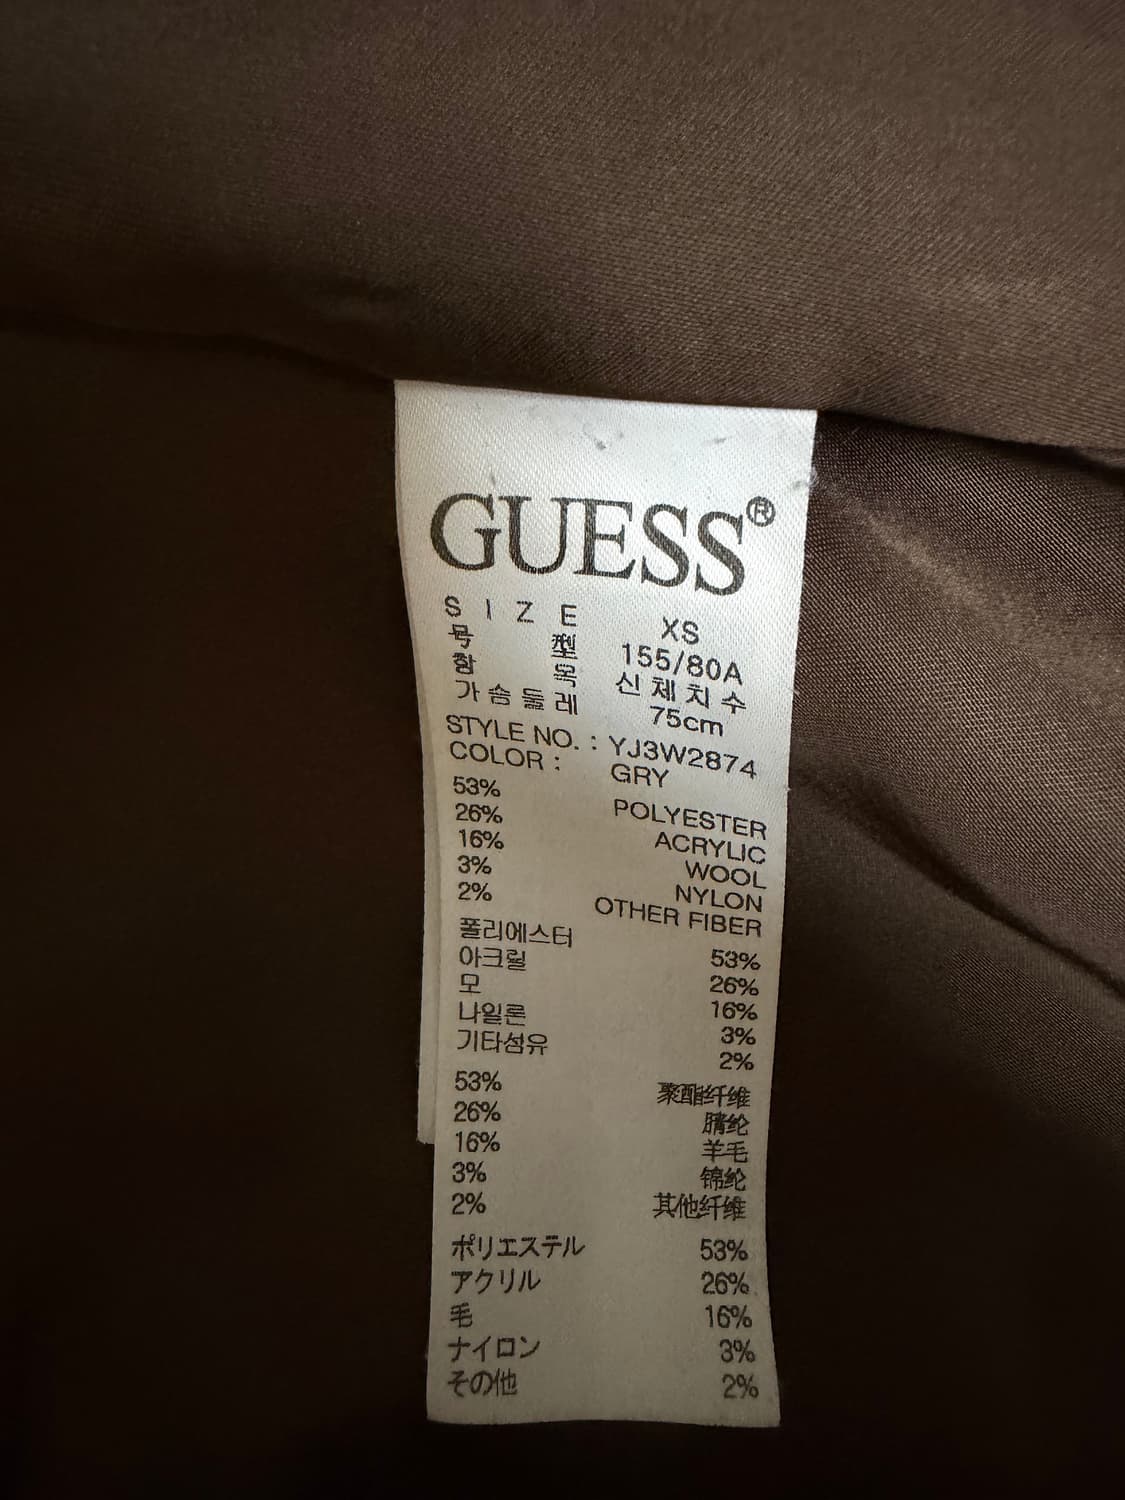 GUESS®
SIZE XS
号型 155/80A
항목 신체치수
가슴둘레 75cm
STYLE NO. : YJ3W2874
COLOR : GRY
53% POLYESTER
26% ACRYLIC
16% WOOL
3% NYLON
2% OTHER FIBER
폴리에스터 53%
아크릴 26%
모 16%
나일론 3%
기타섬유 2%
53% 聚酯纤维
26% 腈纶
16% 羊毛
3% 锦纶
2% 其他纤维
ポリエステル 53%
アクリル 26%
毛 16%
ナイロン 3%
その他 2%